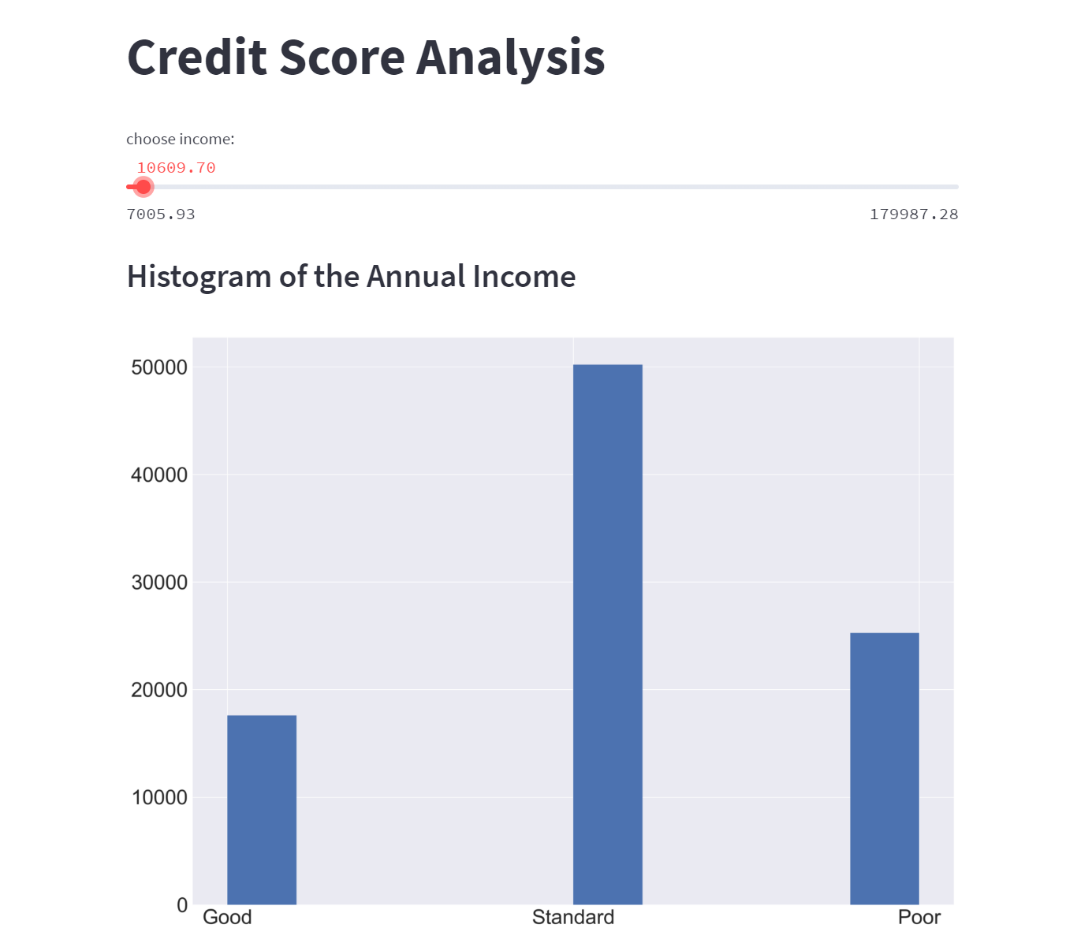 Credit Score Analysis
choose income:
10609.70
7005.93 179987.28
Histogram of the Annual Income
50000
40000
30000
20000
10000
0
Good Standard Poor